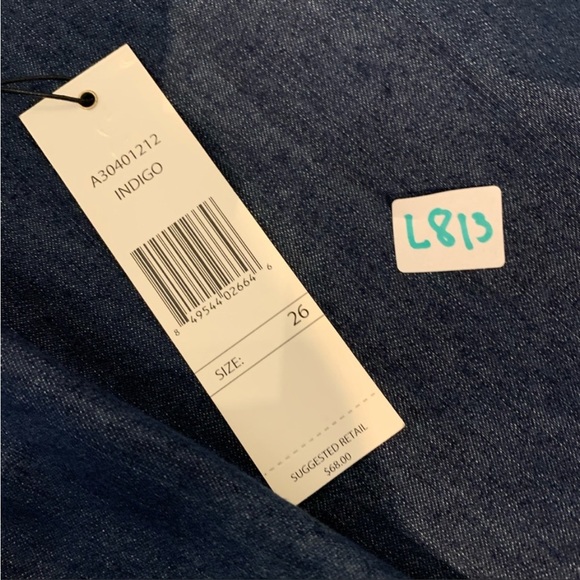 A30401212
INDIGO
8 49544 02664 6
SIZE: 26
SUGGESTED RETAIL
$68.00
L813